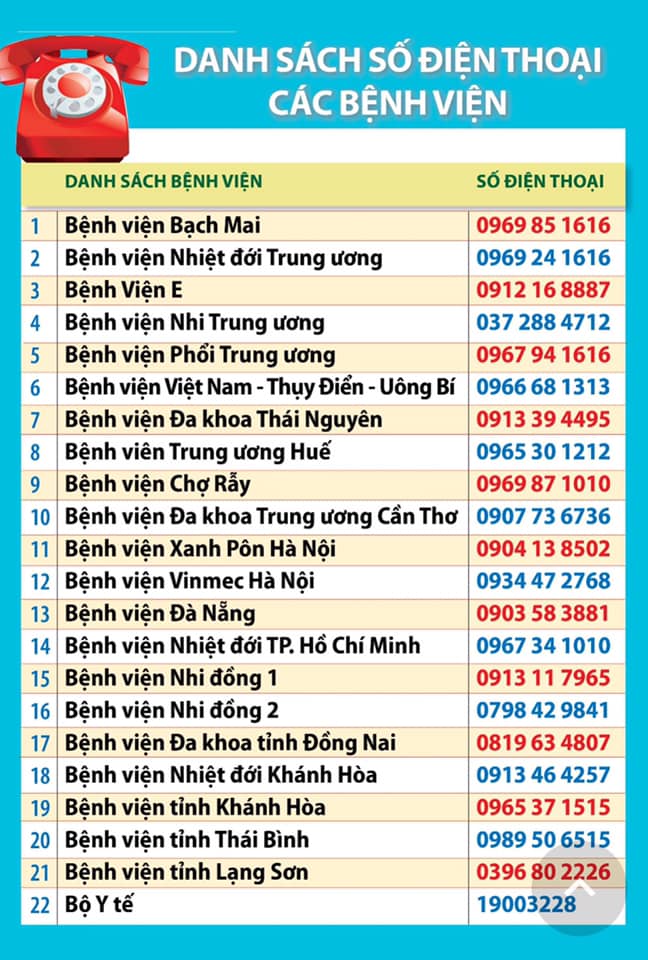 DANH SÁCH SỐ ĐIỆN THOẠI
CÁC BỆNH VIỆN
DANH SÁCH BỆNH VIỆN SỐ ĐIỆN THOẠI
1 Bệnh viện Bạch Mai 0969 85 1616
2 Bệnh viện Nhiệt đới Trung ương 0969 24 1616
3 Bệnh Viện E 0912 16 8887
4 Bệnh viện Nhi Trung ương 037 288 4712
5 Bệnh viện Phổi Trung ương 0967 94 1616
6 Bệnh viện Việt Nam - Thụy Điển - Uông Bí 0966 68 1313
7 Bệnh viện Đa khoa Thái Nguyên 0913 39 4495
8 Bệnh viên Trung ương Huế 0965 30 1212
9 Bệnh viện Chợ Rẫy 0969 87 1010
10 Bệnh viện Đa khoa Trung ương Cần Thơ 0907 73 6736
11 Bệnh viện Xanh Pôn Hà Nội 0904 13 8502
12 Bệnh viện Vinmec Hà Nội 0934 47 2768
13 Bệnh viện Đà Nẵng 0903 58 3881
14 Bệnh viện Nhiệt đới TP. Hồ Chí Minh 0967 34 1010
15 Bệnh viện Nhi đồng 1 0913 11 7965
16 Bệnh viện Nhi đồng 2 0798 42 9841
17 Bệnh viện Đa khoa tỉnh Đồng Nai 0819 63 4807
18 Bệnh viện Nhiệt đới Khánh Hòa 0913 46 4257
19 Bệnh viện tỉnh Khánh Hòa 0965 37 1515
20 Bệnh viện tỉnh Thái Bình 0989 50 6515
21 Bệnh viện tỉnh Lạng Sơn 0396 80 2226
22 Bộ Y tế 19003228